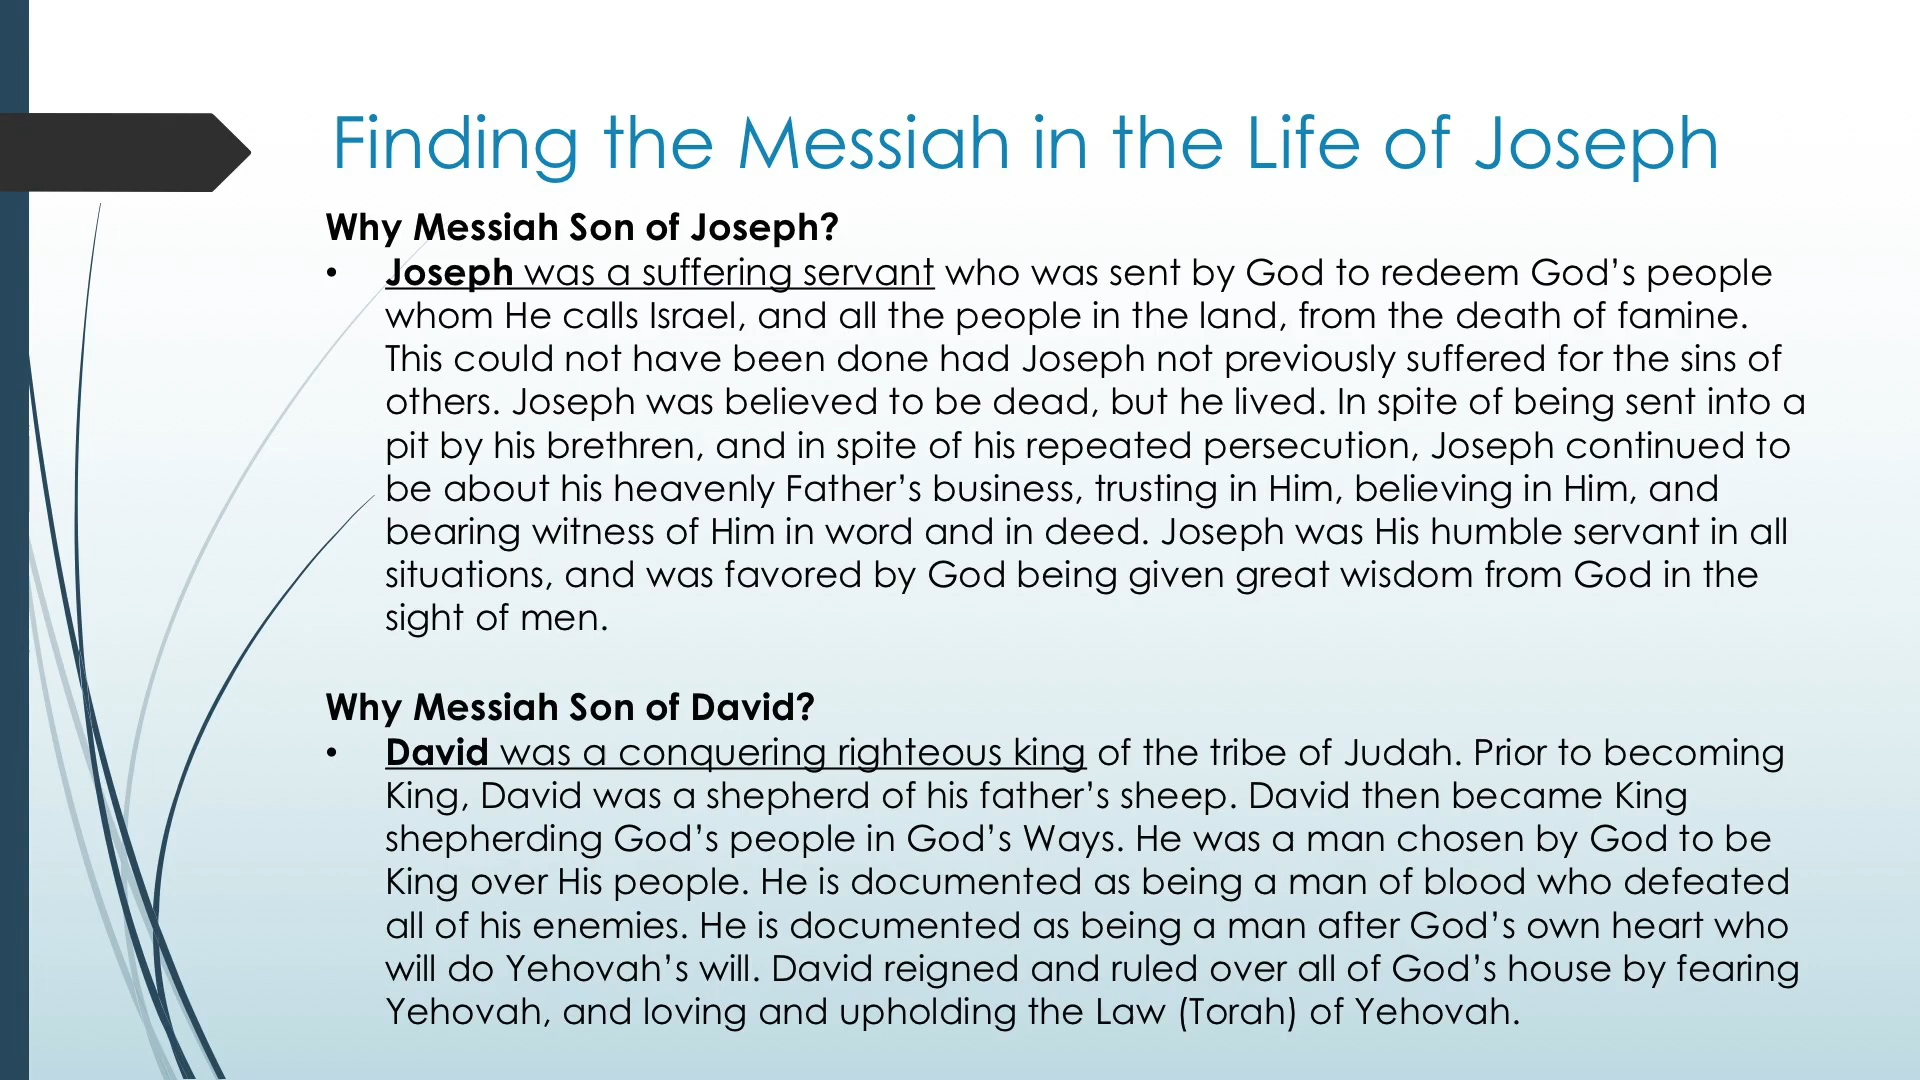 Finding the Messiah in the Life of Joseph
Why Messiah Son of Joseph?
• Joseph was a suffering servant who was sent by God to redeem God’s people
whom He calls Israel, and all the people in the land, from the death of famine.
This could not have been done had Joseph not previously suffered for the sins of
others. Joseph was believed to be dead, but he lived. In spite of being sent into a
pit by his brethren, and in spite of his repeated persecution, Joseph continued to
be about his heavenly Father’s business, trusting in Him, believing in Him, and
bearing witness of Him in word and in deed. Joseph was His humble servant in all
situations, and was favored by God being given great wisdom from God in the
sight of men.
Why Messiah Son of David?
• David was a conquering righteous king of the tribe of Judah. Prior to becoming
King, David was a shepherd of his father’s sheep. David then became King
shepherding God’s people in God’s Ways. He was a man chosen by God to be
King over His people. He is documented as being a man of blood who defeated
all of his enemies. He is documented as being a man after God’s own heart who
will do Yehovah’s will. David reigned and ruled over all of God’s house by fearing
Yehovah, and loving and upholding the Law (Torah) of Yehovah.